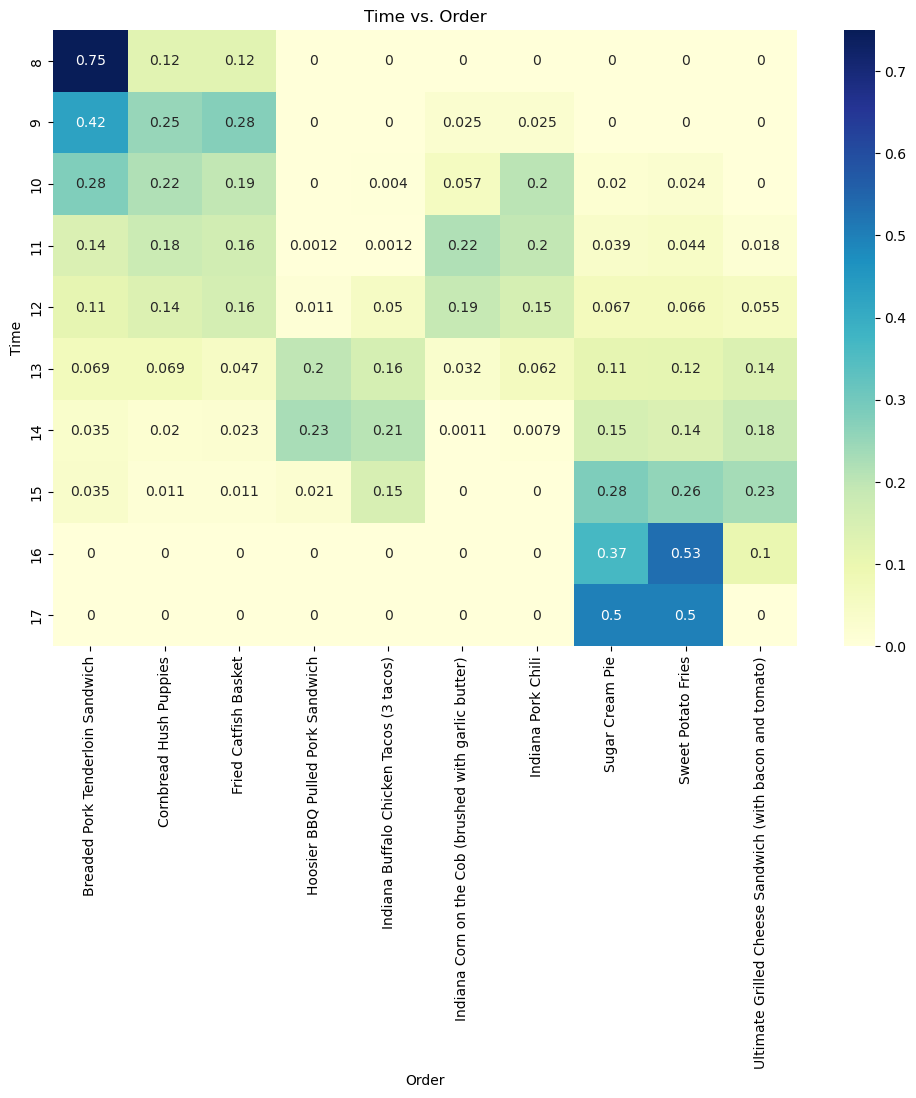 Time vs. Order
8 0.75 0.12 0.12 0 0 0 0 0 0 0
9 0.42 0.25 0.28 0 0 0.025 0.025 0 0 0
10 0.28 0.22 0.19 0 0.004 0.057 0.2 0.02 0.024 0
11 0.14 0.18 0.16 0.0012 0.0012 0.22 0.2 0.039 0.044 0.018
12 0.11 0.14 0.16 0.011 0.05 0.19 0.15 0.067 0.066 0.055
13 0.069 0.069 0.047 0.2 0.16 0.032 0.062 0.11 0.12 0.14
14 0.035 0.02 0.023 0.23 0.21 0.0011 0.0079 0.15 0.14 0.18
15 0.035 0.011 0.011 0.021 0.15 0 0 0.28 0.26 0.23
16 0 0 0 0 0 0 0 0.37 0.53 0.1
17 0 0 0 0 0 0 0 0.5 0.5 0
Time
Breaded Pork Tenderloin Sandwich
Cornbread Hush Puppies
Fried Catfish Basket
Hoosier BBQ Pulled Pork Sandwich
Indiana Buffalo Chicken Tacos (3 tacos)
Indiana Corn on the Cob (brushed with garlic butter)
Indiana Pork Chili
Sugar Cream Pie
Sweet Potato Fries
Ultimate Grilled Cheese Sandwich (with bacon and tomato)
Order
0.7
0.6
0.5
0.4
0.3
0.2
0.1
0.0